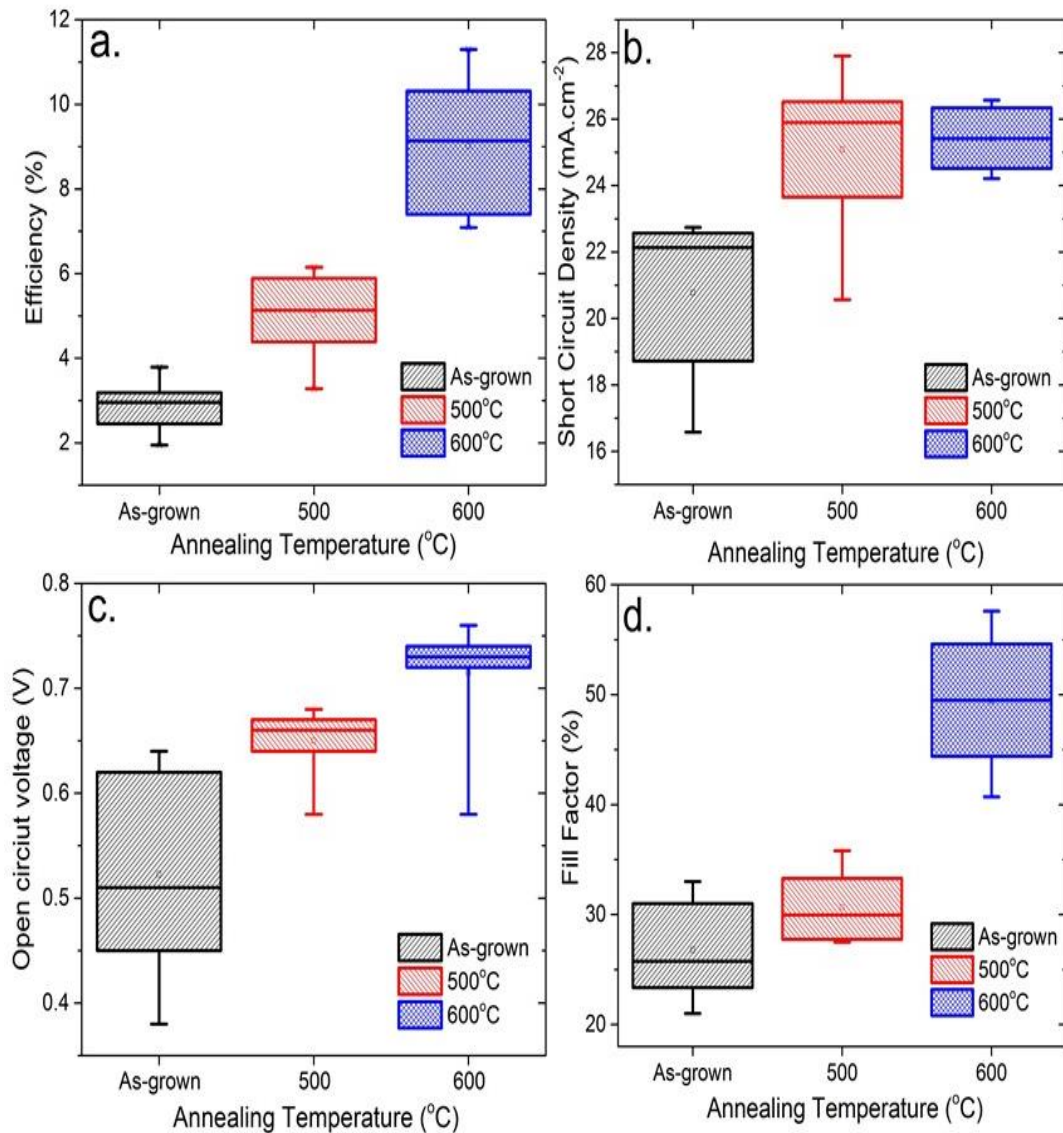 a.
Efficiency (%)
12
10
8
6
4
2
As-grown
500°C
600°C
As-grown 500 600
Annealing Temperature (°C)
b.
Short Circuit Density (mA.cm⁻²)
28
26
24
22
20
18
16
As-grown
500°C
600°C
As-grown 500 600
Annealing Temperature (°C)
c.
Open circiut voltage (V)
0.8
0.7
0.6
0.5
0.4
As-grown
500°C
600°C
As-grown 500 600
Annealing Temperature (°C)
d.
Fill Factor (%)
60
50
40
30
20
As-grown
500°C
600°C
As-grown 500 600
Annealing Temperature (°C)